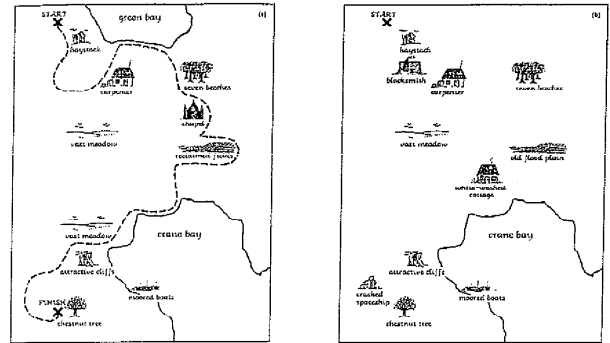 START
green bay
(a)
haystack
carpenter
seven beeches
chapel
vast meadow
reclaimed fields
vast meadow
crane bay
attractive cliffs
moored boats
FINISH
chestnut tree
START
(b)
haystack
blacksmith
carpenter
seven beeches
vast meadow
old flood plain
white-washed
cottage
crane bay
attractive cliffs
crashed
spaceship
moored boats
chestnut tree